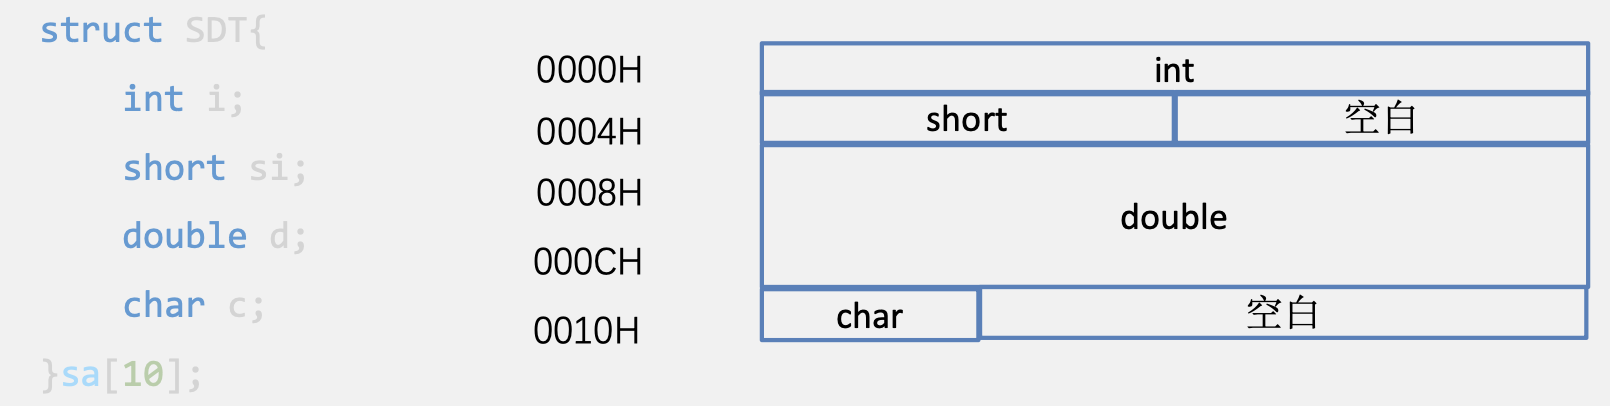 struct SDT{
int i;
short si;
double d;
char c;
}sa[10];
0000H int
0004H short 空白
0008H double
000CH
0010H char 空白